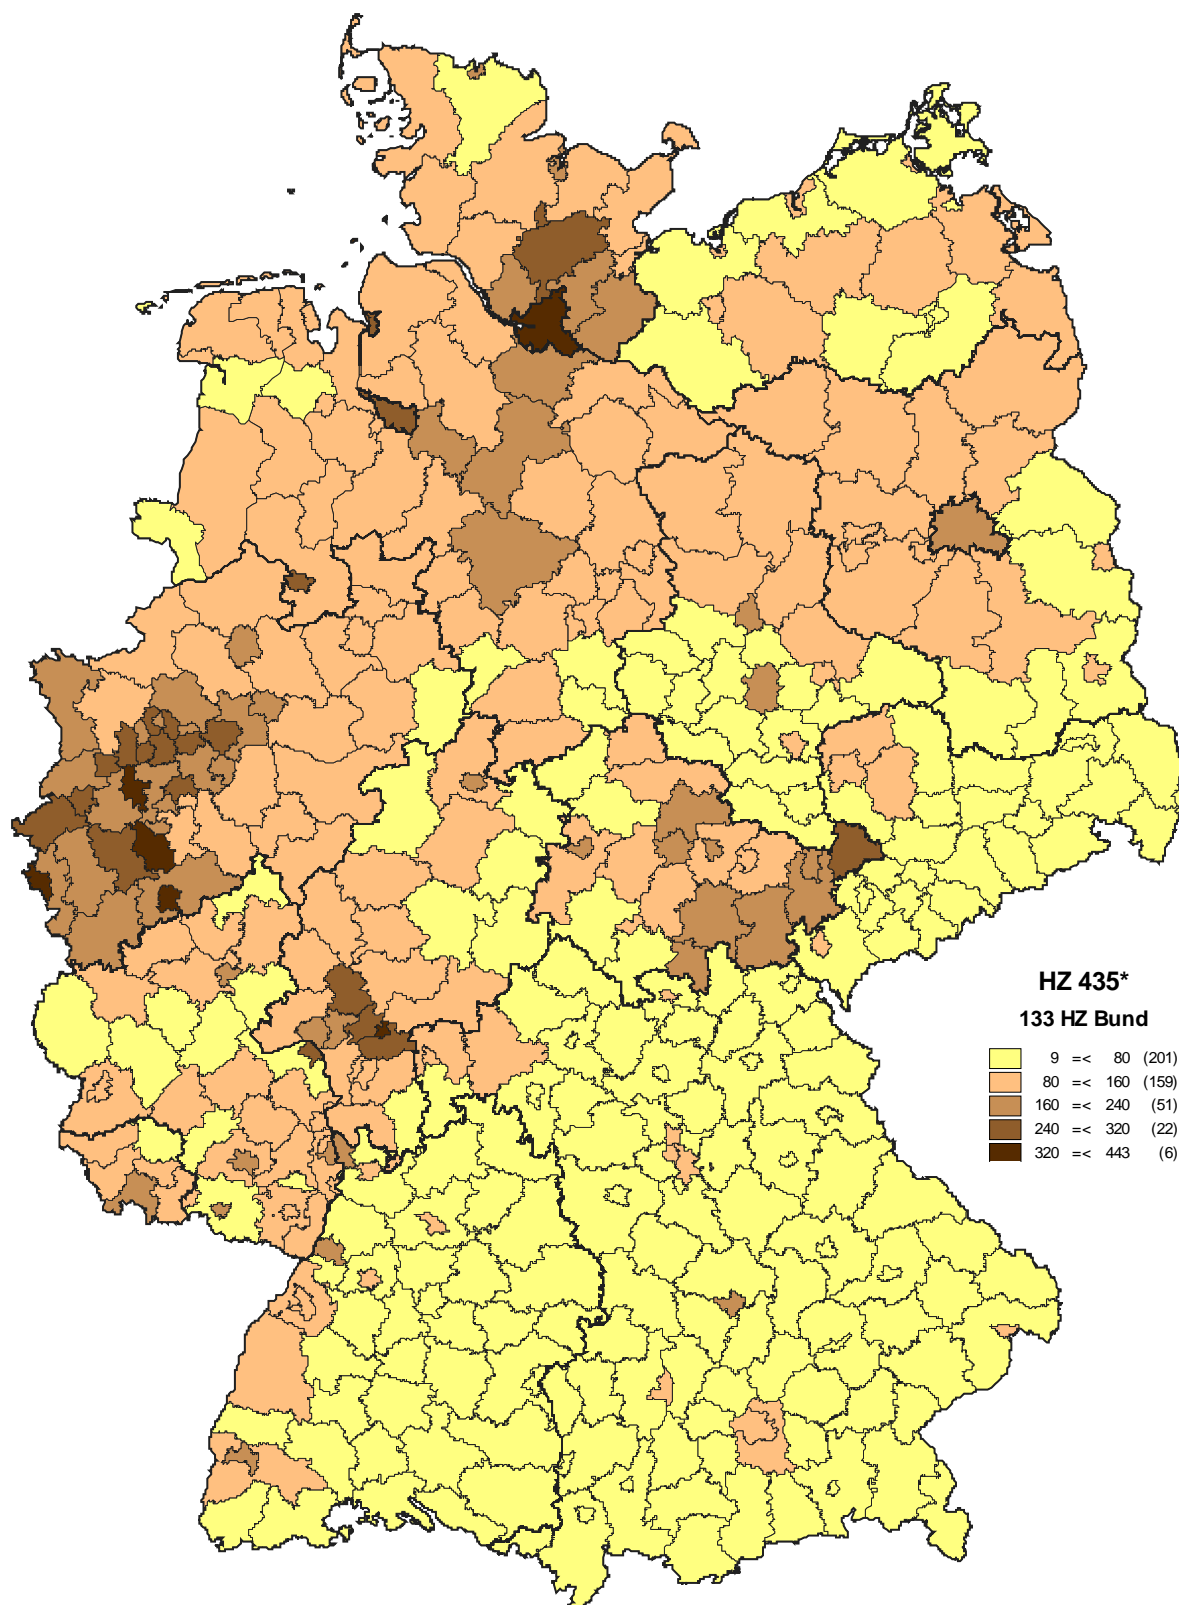 HZ 435*
133 HZ Bund
9 =< 80 (201)
80 =< 160 (159)
160 =< 240 (51)
240 =< 320 (22)
320 =< 443 (6)